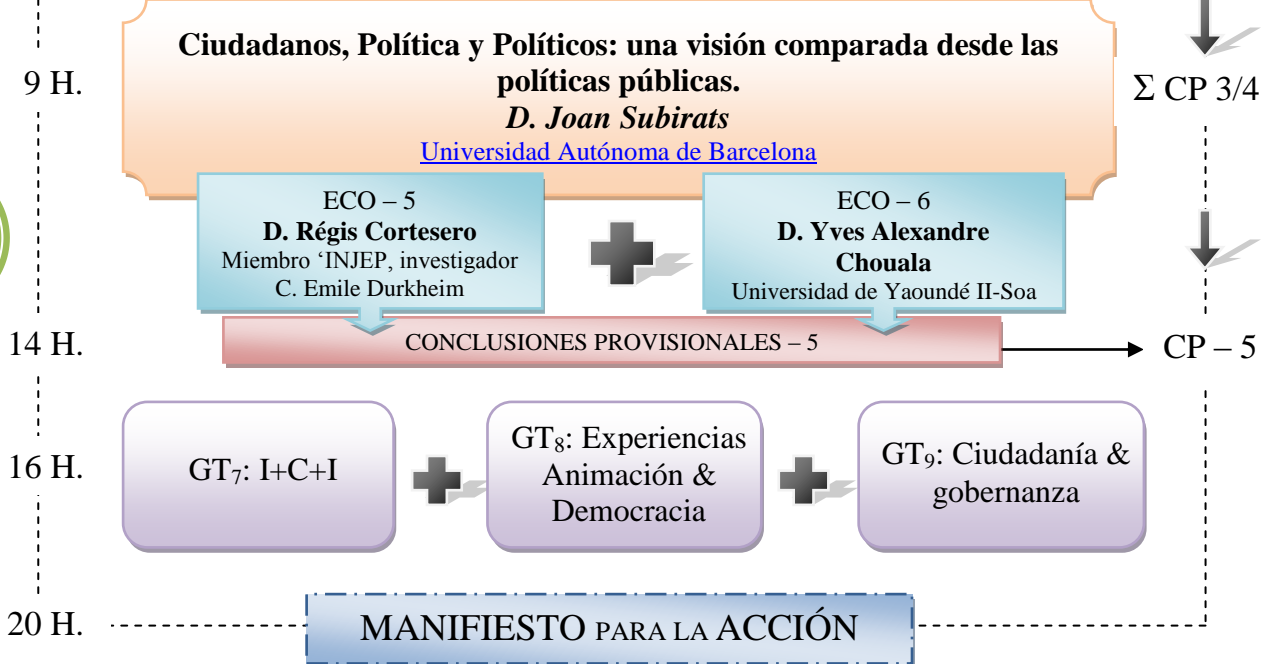 Ciudadanos, Política y Políticos: una visión comparada desde las
políticas públicas.
D. Joan Subirats
Universidad Autónoma de Barcelona
9 H.
Σ CP 3/4
ECO – 5
D. Régis Cortesero
Miembro ‘INJEP, investigador
C. Emile Durkheim
ECO – 6
D. Yves Alexandre
Chouala
Universidad de Yaoundé II-Soa
14 H.
CONCLUSIONES PROVISIONALES – 5
CP – 5
16 H.
GT₇: I+C+I
GT₈: Experiencias
Animación &
Democracia
GT₉: Ciudadanía &
gobernanza
20 H.
MANIFIESTO PARA LA ACCIÓN